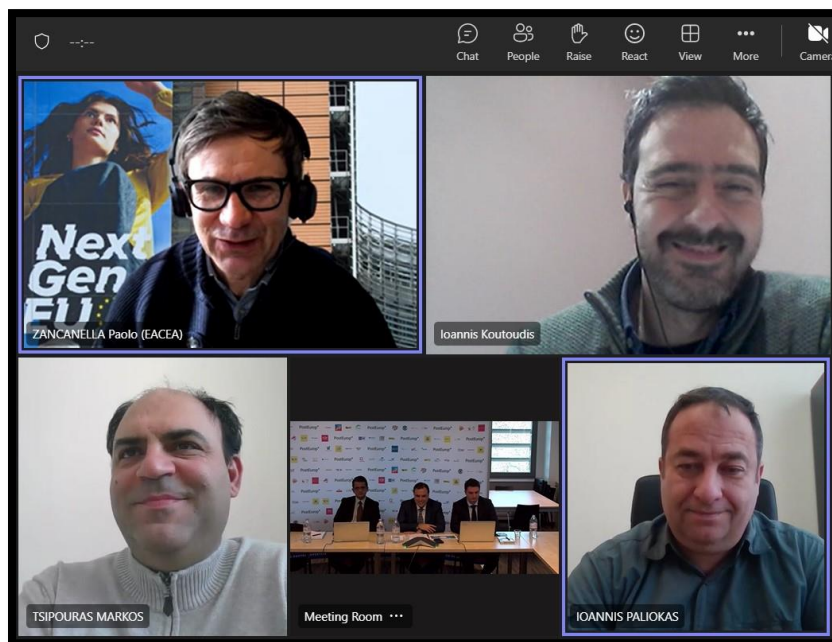 --:--
Chat
People
Raise
React
View
More
Camer
Next
Gen
EU
ZANCANELLA Paolo (EACEA)
Ioannis Koutoudis
TSIPOURAS MARKOS
Meeting Room ···
IOANNIS PALIOKAS